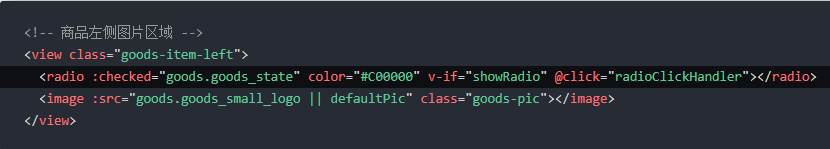 <!-- 商品左侧图片区域 -->
<view class="goods-item-left">
<radio :checked="goods.goods_state" color="#C00000" v-if="showRadio" @click="radioClickHandler"></radio>
<image :src="goods.goods_small_logo || defaultPic" class="goods-pic"></image>
</view>